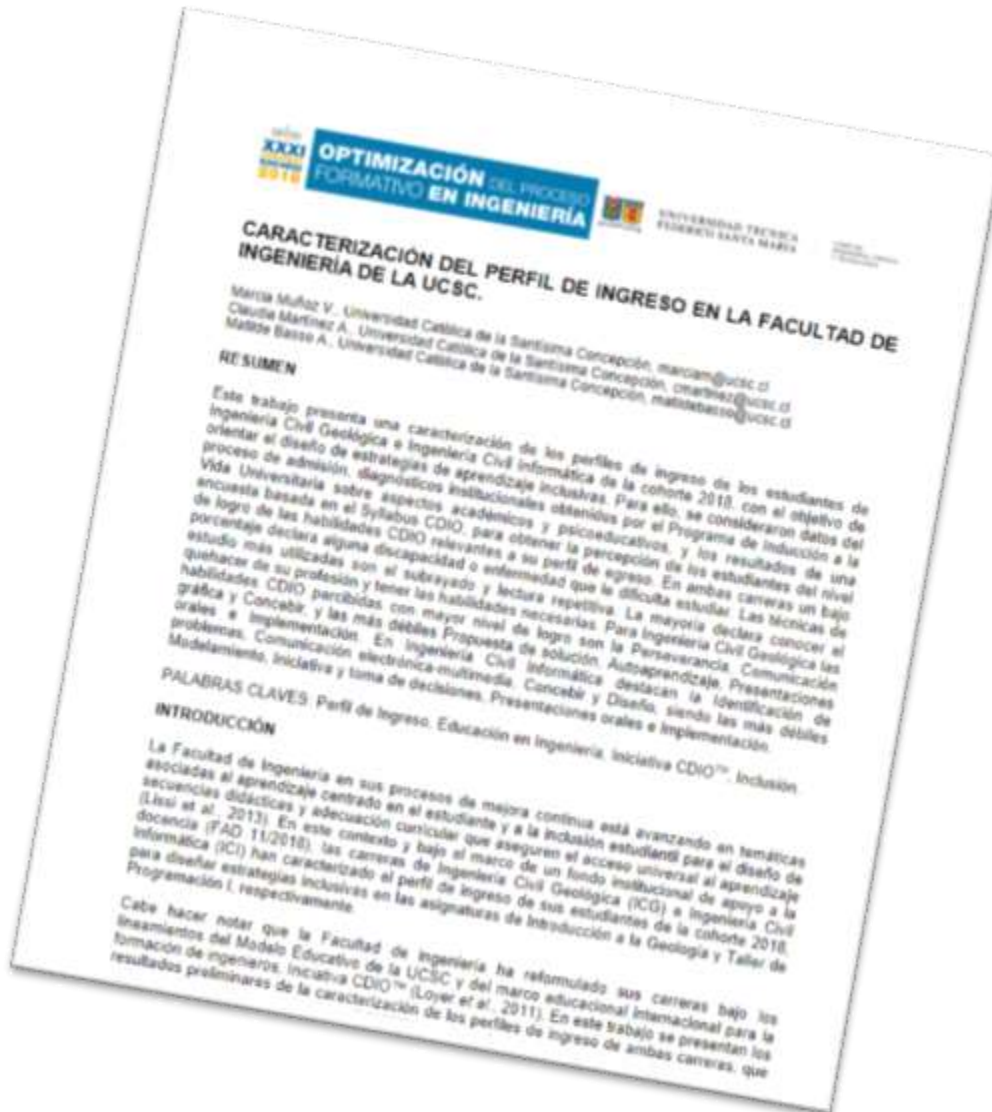 XXXI
2018
OPTIMIZACIÓN DEL PROCESO
FORMATIVO EN INGENIERÍA
UNIVERSIDAD TECNICA
FEDERICO SANTA MARIA
CARACTERIZACIÓN DEL PERFIL DE INGRESO EN LA FACULTAD DE
INGENIERÍA DE LA UCSC.
Marcia Muñoz V., Universidad Católica de la Santísima Concepción, marciam@ucsc.cl
Claudia Martínez A., Universidad Católica de la Santísima Concepción, cmartinez@ucsc.cl
Matilde Basso A., Universidad Católica de la Santísima Concepción, matildebasso@ucsc.cl
RESUMEN
Este trabajo presenta una caracterización de los perfiles de ingreso de los estudiantes de
Ingeniería Civil Geológica e Ingeniería Civil Informática de la cohorte 2018, con el objetivo de
orientar el diseño de estrategias de aprendizaje inclusivas. Para ello, se consideraron datos del
proceso de admisión, diagnósticos institucionales obtenidos por el Programa de Inducción a la
Vida Universitaria sobre aspectos académicos y psicoeducativos, y los resultados de una
encuesta basada en el Syllabus CDIO, para obtener la percepción de los estudiantes del nivel
de logro de las habilidades CDIO relevantes a su perfil de egreso. En ambas carreras un bajo
porcentaje declara alguna discapacidad o enfermedad que le dificulta estudiar. Las técnicas de
estudio más utilizadas son el subrayado y lectura repetitiva. La mayoría declara conocer el
quehacer de su profesión y tener las habilidades necesarias. Para Ingeniería Civil Geológica las
habilidades CDIO percibidas con mayor nivel de logro son la Perseverancia, Comunicación
gráfica y Concebir, y las más débiles Propuesta de solución, Autoaprendizaje, Presentaciones
orales e Implementación. En Ingeniería Civil Informática destacan la Identificación de
problemas, Comunicación electrónica-multimedia, Concebir y Diseño, siendo las más débiles
Modelamiento, Iniciativa y toma de decisiones, Presentaciones orales e Implementación.
PALABRAS CLAVES: Perfil de Ingreso, Educación en Ingeniería, Iniciativa CDIO™, Inclusión.
INTRODUCCIÓN
La Facultad de Ingeniería en sus procesos de mejora continua está avanzando en temáticas
asociadas al aprendizaje centrado en el estudiante y a la inclusión estudiantil para el diseño de
secuencias didácticas y adecuación curricular que aseguren el acceso universal al aprendizaje
(Lissi et al., 2013). En este contexto y bajo el marco de un fondo institucional de apoyo a la
docencia (FAD 11/2018), las carreras de Ingeniería Civil Geológica (ICG) e Ingeniería Civil
Informática (ICI) han caracterizado el perfil de ingreso de sus estudiantes de la cohorte 2018,
para diseñar estrategias inclusivas en las asignaturas de Introducción a la Geología y Taller de
Programación I, respectivamente.
Cabe hacer notar que la Facultad de Ingeniería ha reformulado sus carreras bajo los
lineamientos del Modelo Educativo de la UCSC y del marco educacional internacional para la
formación de ingenieros, Iniciativa CDIO™ (Loyer et al., 2011). En este trabajo se presentan los
resultados preliminares de la caracterización de los perfiles de ingreso de ambas carreras, que